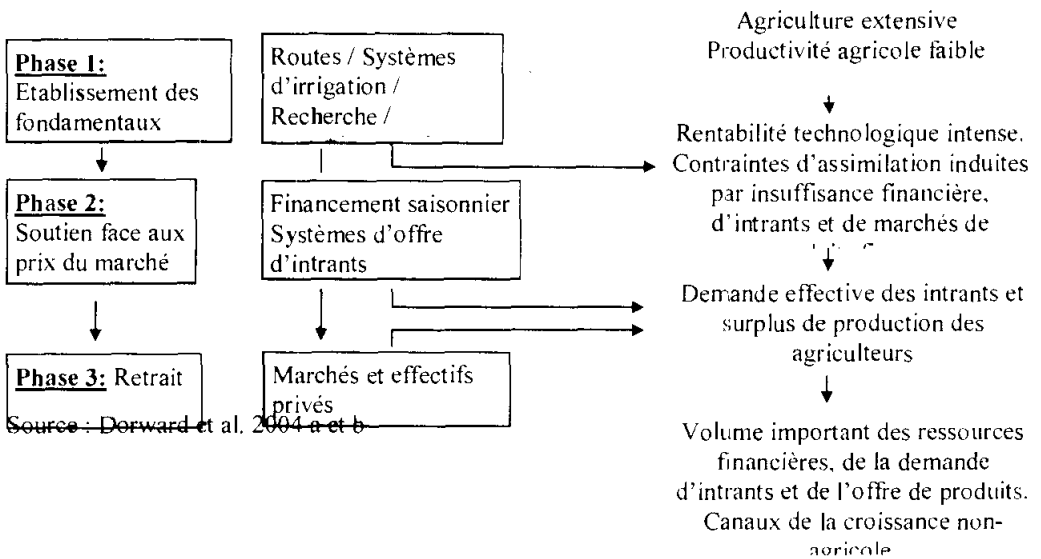 Phase 1:
Etablissement des
fondamentaux
Phase 2:
Soutien face aux
prix du marché
Phase 3: Retrait
Source : Dorward et al. 2004 a et b
Routes / Systèmes
d'irrigation /
Recherche /
Financement saisonnier
Systèmes d'offre
d'intrants
Marchés et effectifs
privés
Agriculture extensive
Productivité agricole faible
Rentabilité technologique intense.
Contraintes d'assimilation induites
par insuffisance financière,
d'intrants et de marchés de
Demande effective des intrants et
surplus de production des
agriculteurs
Volume important des ressources
financières, de la demande
d'intrants et de l'offre de produits.
Canaux de la croissance non-
agricole